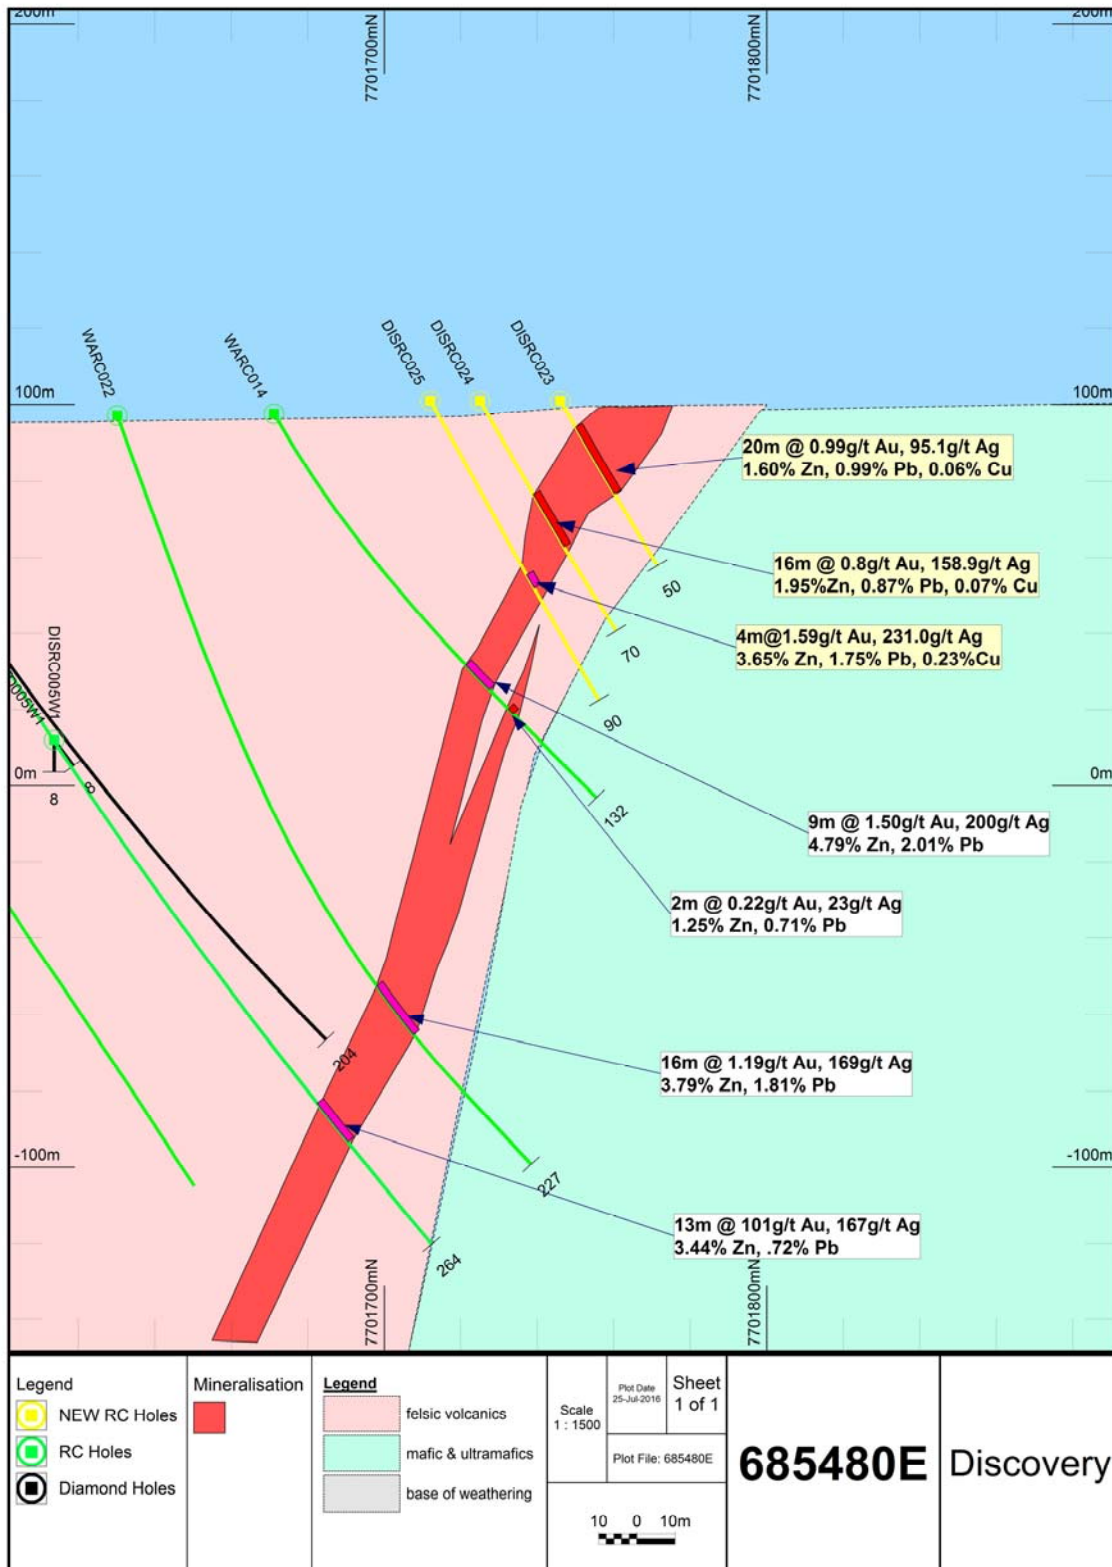 200m
200m
7701700mN
7701800mN
WARC022
WARC014
DISRC025
DISRC024
DISRC023
100m
100m
20m @ 0.99g/t Au, 95.1g/t Ag
1.60% Zn, 0.99% Pb, 0.06% Cu
16m @ 0.8g/t Au, 158.9g/t Ag
1.95%Zn, 0.87% Pb, 0.07% Cu
50
4m@1.59g/t Au, 231.0g/t Ag
3.65% Zn, 1.75% Pb, 0.23%Cu
70
DISRC005W1
D005W1
90
0m
0m
8
8
132
9m @ 1.50g/t Au, 200g/t Ag
4.79% Zn, 2.01% Pb
2m @ 0.22g/t Au, 23g/t Ag
1.25% Zn, 0.71% Pb
204
16m @ 1.19g/t Au, 169g/t Ag
3.79% Zn, 1.81% Pb
-100m
-100m
227
13m @ 101g/t Au, 167g/t Ag
3.44% Zn, .72% Pb
264
7701700mN
7701800mN
Legend
NEW RC Holes
RC Holes
Diamond Holes
Mineralisation
Legend
felsic volcanics
mafic & ultramafics
base of weathering
Scale
1 : 1500
Plot Date
25-Jul-2016
Sheet
1 of 1
Plot File: 685480E
10 0 10m
685480E
Discovery